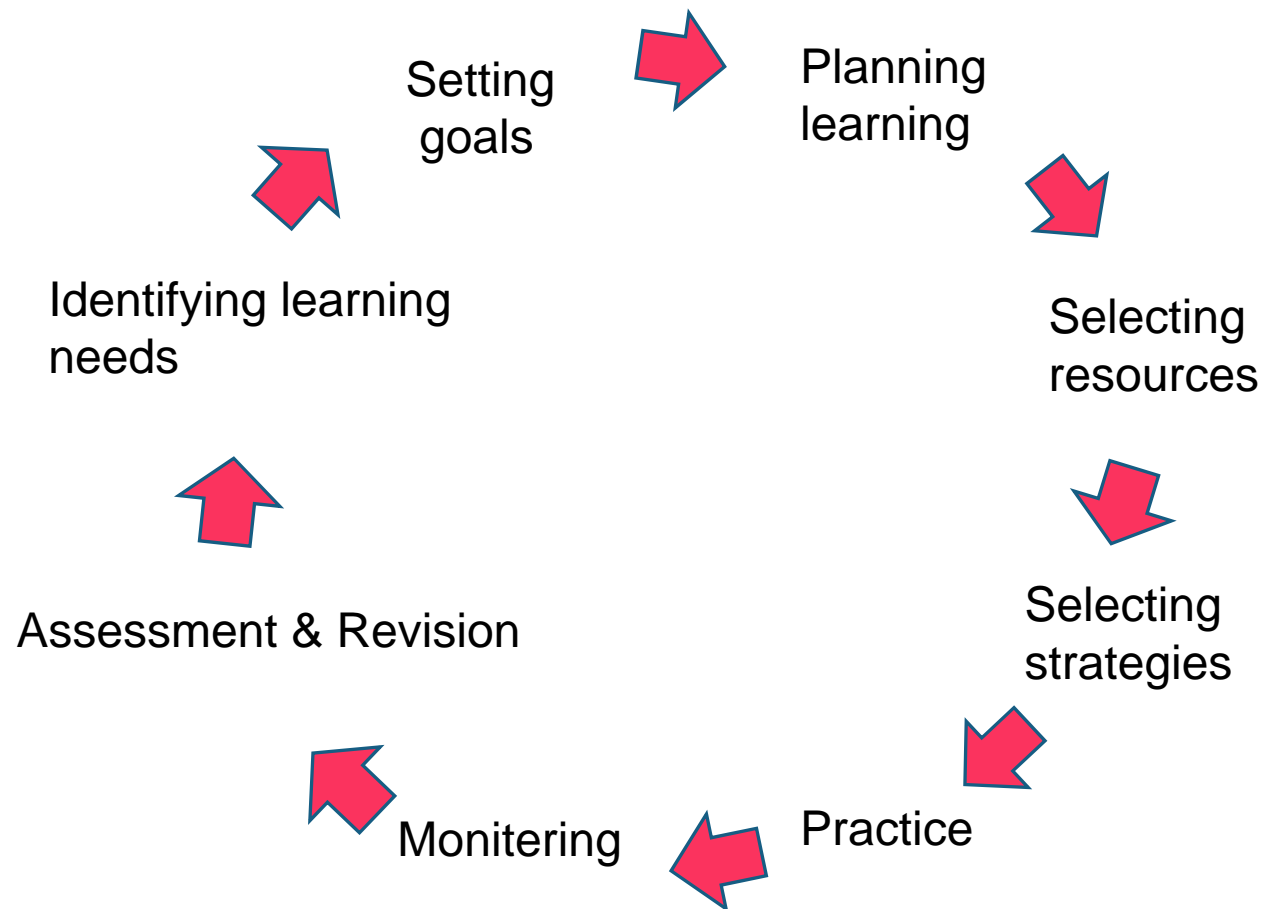 Setting
goals
Planning
learning
Selecting
resources
Selecting
strategies
Practice
Monitering
Assessment & Revision
Identifying learning
needs